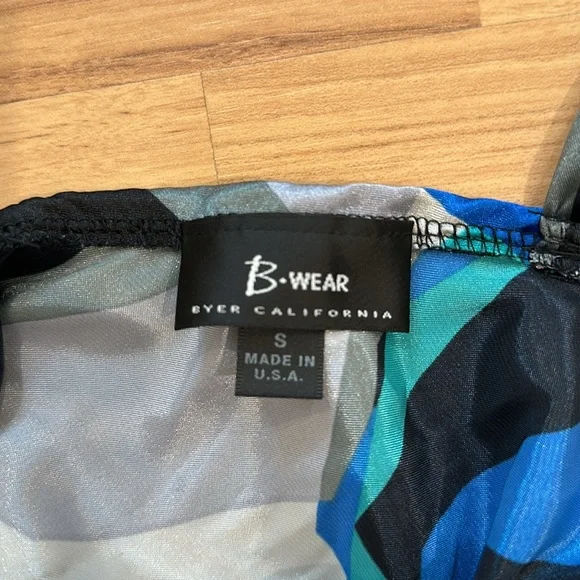 B·WEAR
BYER CALIFORNIA
S
MADE IN
U.S.A.